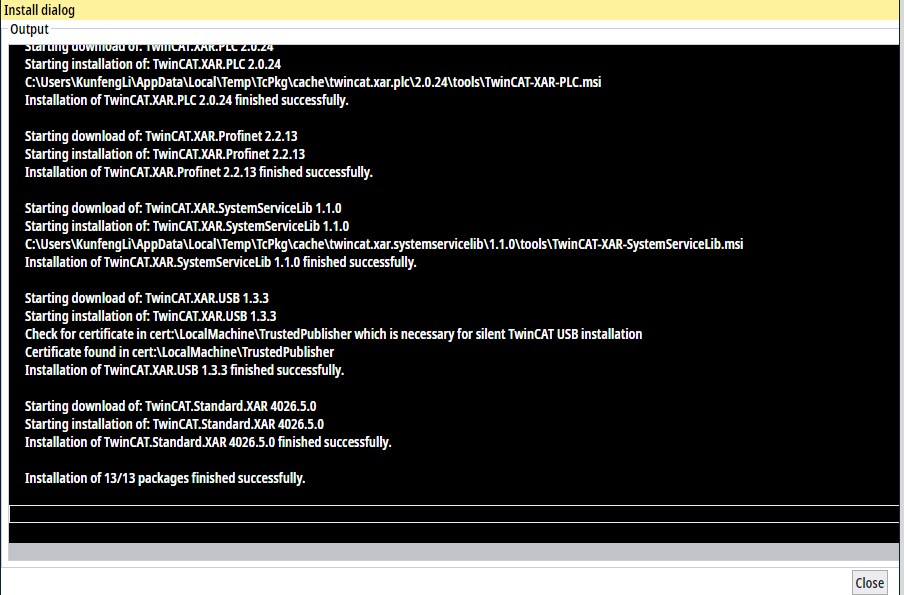 Install dialog
Output
Starting download of: TwinCAT.XAR.PLC 2.0.24
Starting installation of: TwinCAT.XAR.PLC 2.0.24
C:\Users\KunfengLi\AppData\Local\Temp\TcPkg\cache\twincat.xar.plc\2.0.24\tools\TwinCAT-XAR-PLC.msi
Installation of TwinCAT.XAR.PLC 2.0.24 finished successfully.
Starting download of: TwinCAT.XAR.Profinet 2.2.13
Starting installation of: TwinCAT.XAR.Profinet 2.2.13
Installation of TwinCAT.XAR.Profinet 2.2.13 finished successfully.
Starting download of: TwinCAT.XAR.SystemServiceLib 1.1.0
Starting installation of: TwinCAT.XAR.SystemServiceLib 1.1.0
C:\Users\KunfengLi\AppData\Local\Temp\TcPkg\cache\twincat.xar.systemservicelib\1.1.0\tools\TwinCAT-XAR-SystemServiceLib.msi
Installation of TwinCAT.XAR.SystemServiceLib 1.1.0 finished successfully.
Starting download of: TwinCAT.XAR.USB 1.3.3
Starting installation of: TwinCAT.XAR.USB 1.3.3
Check for certificate in cert:\LocalMachine\TrustedPublisher which is necessary for silent TwinCAT USB installation
Certificate found in cert:\LocalMachine\TrustedPublisher
Installation of TwinCAT.XAR.USB 1.3.3 finished successfully.
Starting download of: TwinCAT.Standard.XAR 4026.5.0
Starting installation of: TwinCAT.Standard.XAR 4026.5.0
Installation of TwinCAT.Standard.XAR 4026.5.0 finished successfully.
Installation of 13/13 packages finished successfully.
Close